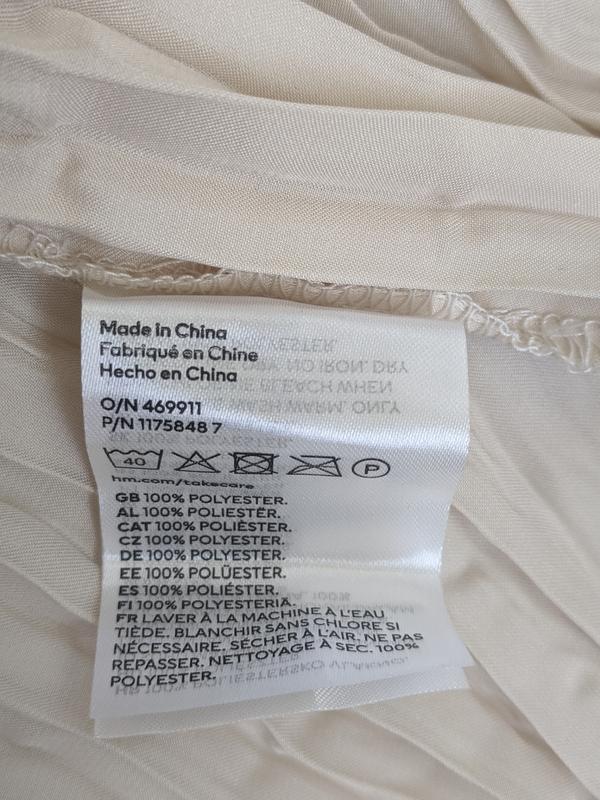 Made in China
Fabriqué en Chine
Hecho en China
O/N 469911
P/N 1175848 7
40
P
hm.com/takecare
GB 100% POLYESTER.
AL 100% POLIESTËR.
CAT 100% POLIÈSTER.
CZ 100% POLYESTER.
DE 100% POLYESTER.
EE 100% POLÜESTER.
ES 100% POLIÉSTER.
FI 100% POLYESTERIÄ.
FR LAVER À LA MACHINE À L'EAU
TIÈDE. BLANCHIR SANS CHLORE SI
NÉCESSAIRE. SÉCHER À L'AIR. NE PAS
REPASSER. NETTOYAGE À SEC. 100%
POLYESTER.